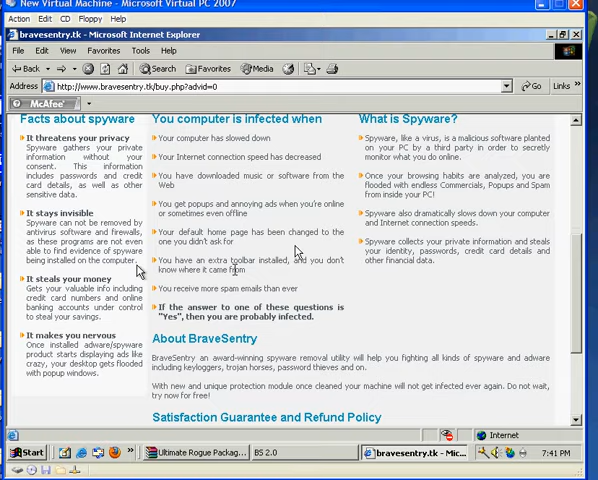 New Virtual Machine - Microsoft Virtual PC 2007
Action Edit CD Floppy Help
bravesentry.tk - Microsoft Internet Explorer
File Edit View Favorites Tools Help
Back Search Favorites Media
Address http://www.bravesentry.tk/buy.php?advid=0 Go Links »
McAfee
Facts about spyware
It threatens your privacy
Spyware gathers your private
information without your
consent. This information
includes passwords and credit
card details, as well as other
sensitive data.
It stays invisible
Spyware can not be removed by
antivirus software and firewalls,
as these programs are not even
able to find evidence of spyware
being installed on the computer.
It steals your money
Gets your valuable info including
credit card numbers and online
banking accounts under control
to steal your savings.
It makes you nervous
Once installed adware/spyware
product starts displaying ads like
crazy, your desktop gets flooded
with popup windows.
You computer is infected when
Your computer has slowed down
Your Internet connection speed has decreased
You have downloaded music or software from the
Web
You get popups and annoying ads when you're online
or sometimes even offline
Your default home page has been changed to the
one you didn't ask for
You have an extra toolbar installed, and you don't
know where it came from
You receive more spam emails than ever
If the answer to one of these questions is
"Yes", then you are probably infected.
What is Spyware?
Spyware, like a virus, is a malicious software planted
on your PC by a third party in order to secretly
monitor what you do online.
Once your browsing habits are analyzed, you are
flooded with endless Commercials, Popups and Spam
from inside your PC!
Spyware also dramatically slows down your computer
and Internet connection speeds.
Spyware collects your private information and steals
your identity, passwords, credit card details and
other financial data.
About BraveSentry
BraveSentry an award-winning spyware removal utility will help you fighting all kinds of spyware and adware
including keyloggers, trojan horses, password thieves and on.
With new and unique protection module once cleaned your machine will not get infected ever again. Do not wait,
try now for free!
Satisfaction Guarantee and Refund Policy
Internet
Start Ultimate Rogue Packag... BS 2.0 bravesentry.tk - Mic... 7:41 PM